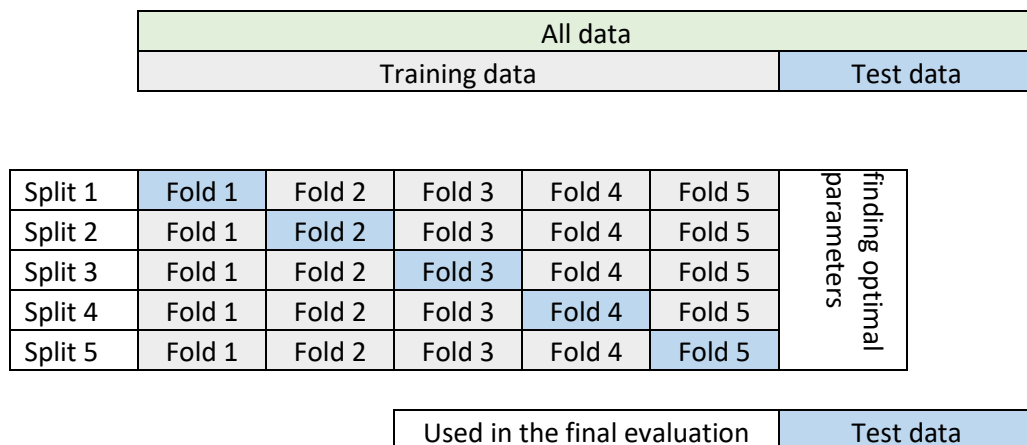 All data
Training data Test data
Split 1 Fold 1 Fold 2 Fold 3 Fold 4 Fold 5
Split 2 Fold 1 Fold 2 Fold 3 Fold 4 Fold 5
Split 3 Fold 1 Fold 2 Fold 3 Fold 4 Fold 5
Split 4 Fold 1 Fold 2 Fold 3 Fold 4 Fold 5
Split 5 Fold 1 Fold 2 Fold 3 Fold 4 Fold 5
finding optimal
parameters
Used in the final evaluation Test data